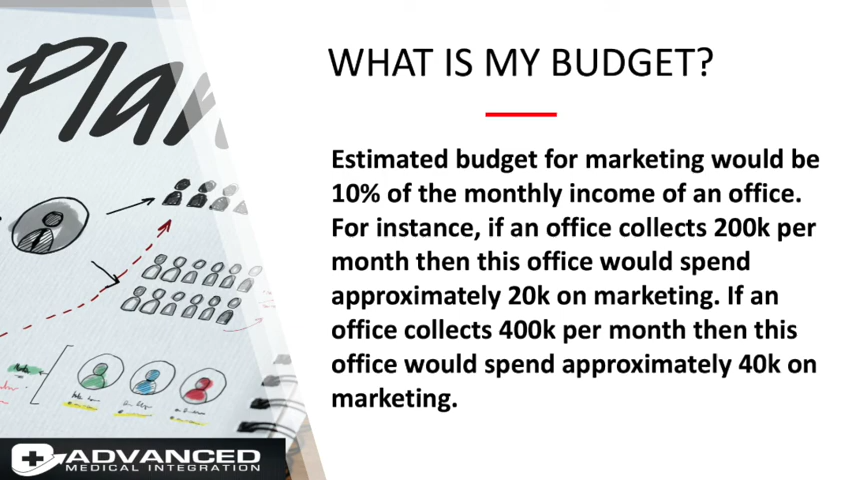 Plan
WHAT IS MY BUDGET?
Estimated budget for marketing would be
10% of the monthly income of an office.
For instance, if an office collects 200k per
month then this office would spend
approximately 20k on marketing. If an
office collects 400k per month then this
office would spend approximately 40k on
marketing.
ADVANCED
MEDICAL INTEGRATION